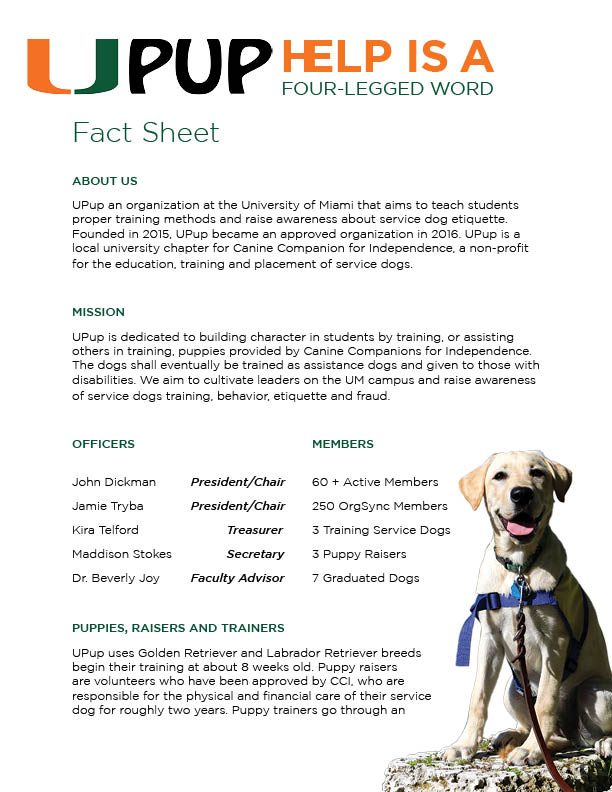 UPUP HELP IS A
FOUR-LEGGED WORD
Fact Sheet
ABOUT US
UPup an organization at the University of Miami that aims to teach students
proper training methods and raise awareness about service dog etiquette.
Founded in 2015, UPup became an approved organization in 2016. UPup is a
local university chapter for Canine Companion for Independence, a non-profit
for the education, training and placement of service dogs.
MISSION
UPup is dedicated to building character in students by training, or assisting
others in training, puppies provided by Canine Companions for Independence.
The dogs shall eventually be trained as assistance dogs and given to those with
disabilities. We aim to cultivate leaders on the UM campus and raise awareness
of service dogs training, behavior, etiquette and fraud.
OFFICERS
John Dickman President/Chair
Jamie Tryba President/Chair
Kira Telford Treasurer
Maddison Stokes Secretary
Dr. Beverly Joy Faculty Advisor
MEMBERS
60 + Active Members
250 OrgSync Members
3 Training Service Dogs
3 Puppy Raisers
7 Graduated Dogs
PUPPIES, RAISERS AND TRAINERS
UPup uses Golden Retriever and Labrador Retriever breeds
begin their training at about 8 weeks old. Puppy raisers
are volunteers who have been approved by CCI, who are
responsible for the physical and financial care of their service
dog for roughly two years. Puppy trainers go through an